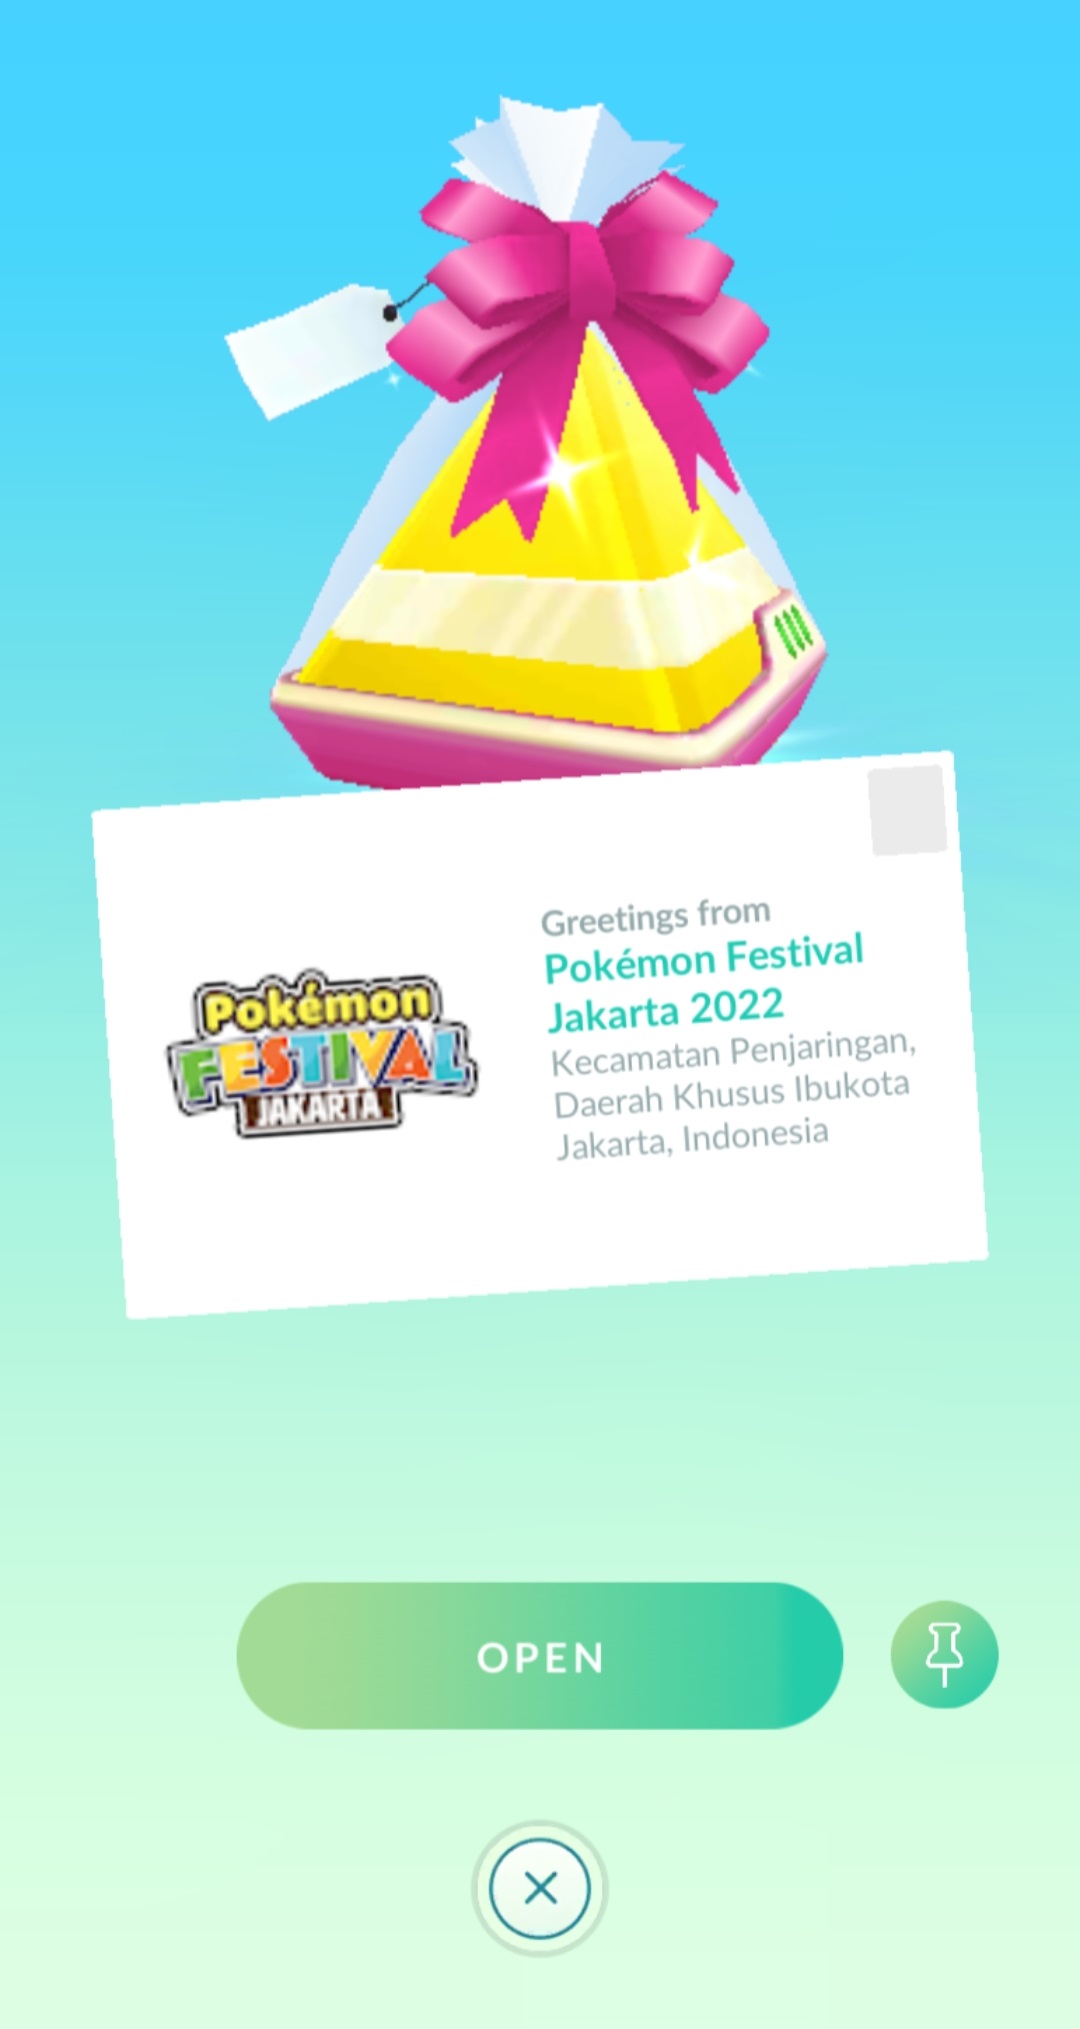 Pokémon
FESTIVAL
JAKARTA
Greetings from
Pokémon Festival
Jakarta 2022
Kecamatan Penjaringan,
Daerah Khusus Ibukota
Jakarta, Indonesia
OPEN